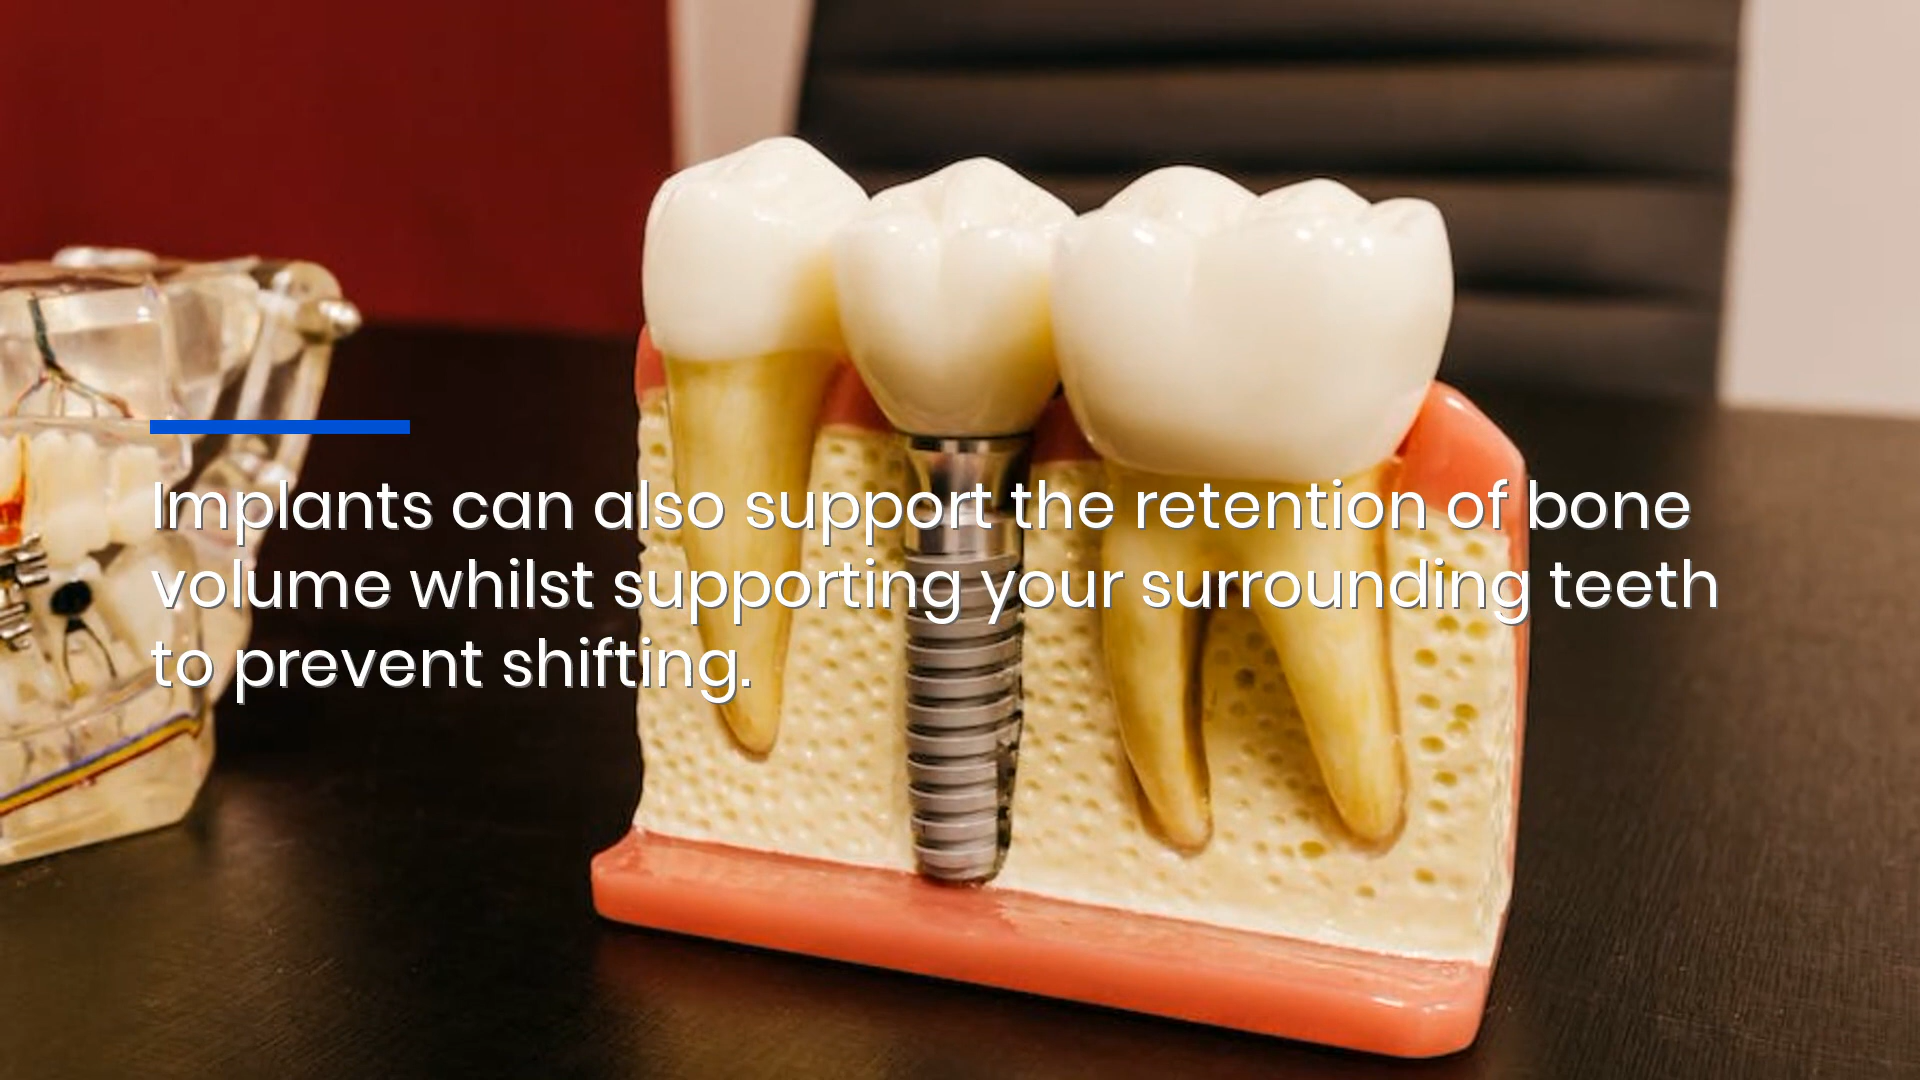 Implants can also support the retention of bone
volume whilst supporting your surrounding teeth
to prevent shifting.